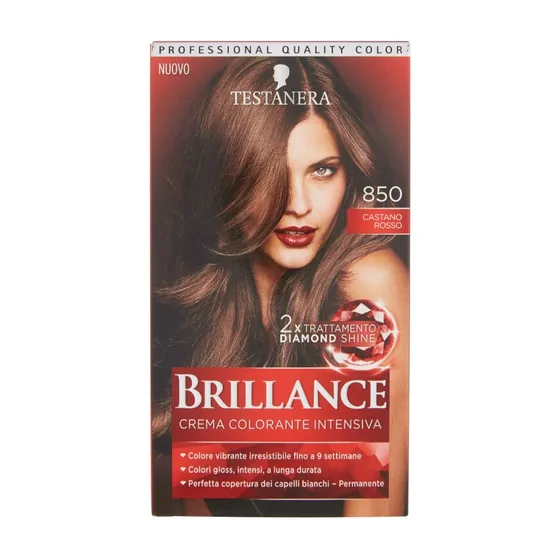 PROFESSIONAL QUALITY COLOR
NUOVO
TESTANERA
850
CASTANO
ROSSO
2x TRATTAMENTO
DIAMOND SHINE
BRILLANCE
CREMA COLORANTE INTENSIVA
Colore vibrante irresistibile fino a 9 settimane
Colori gloss, intensi, a lunga durata
Perfetta copertura dei capelli bianchi – Permanente